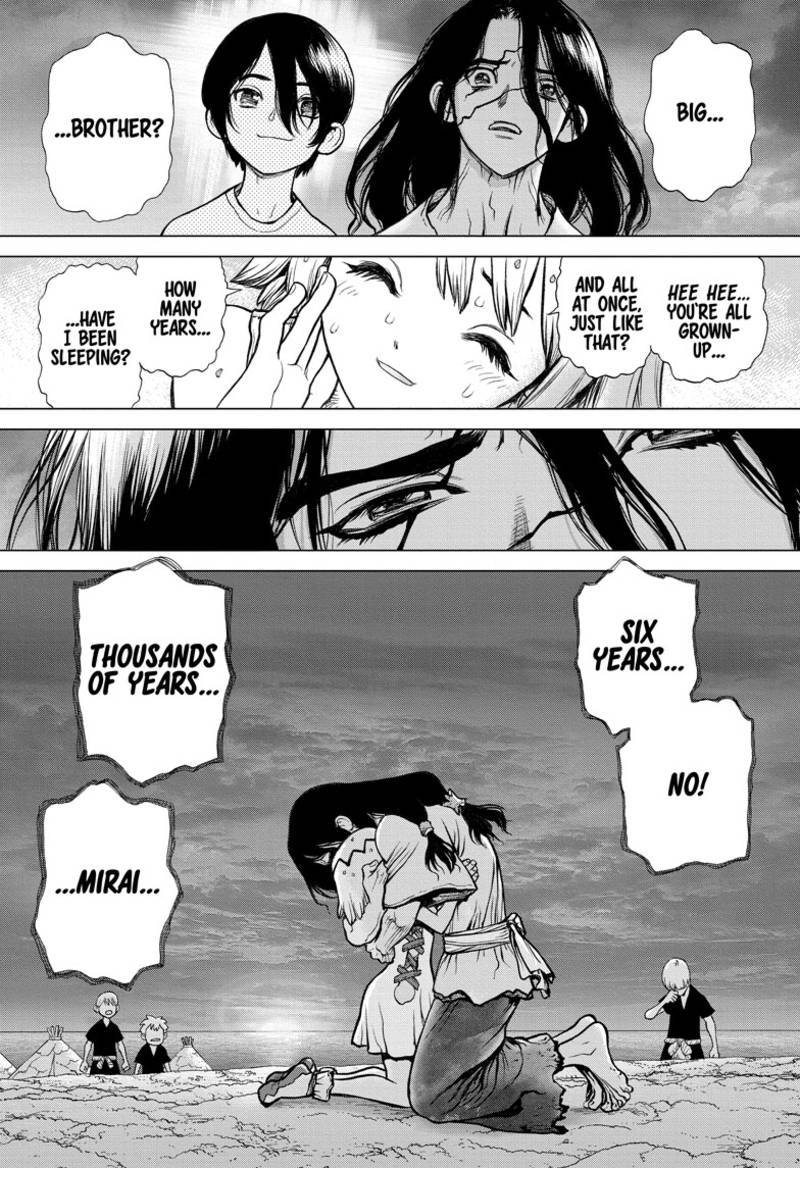 BIG...
...BROTHER?
HEE HEE...
YOU'RE ALL
GROWN-
UP...
AND ALL
AT ONCE,
JUST LIKE
THAT?
HOW
MANY
YEARS...
...HAVE
I BEEN
SLEEPING?
SIX
YEARS...
NO!
THOUSANDS
OF YEARS...
...MIRAI...